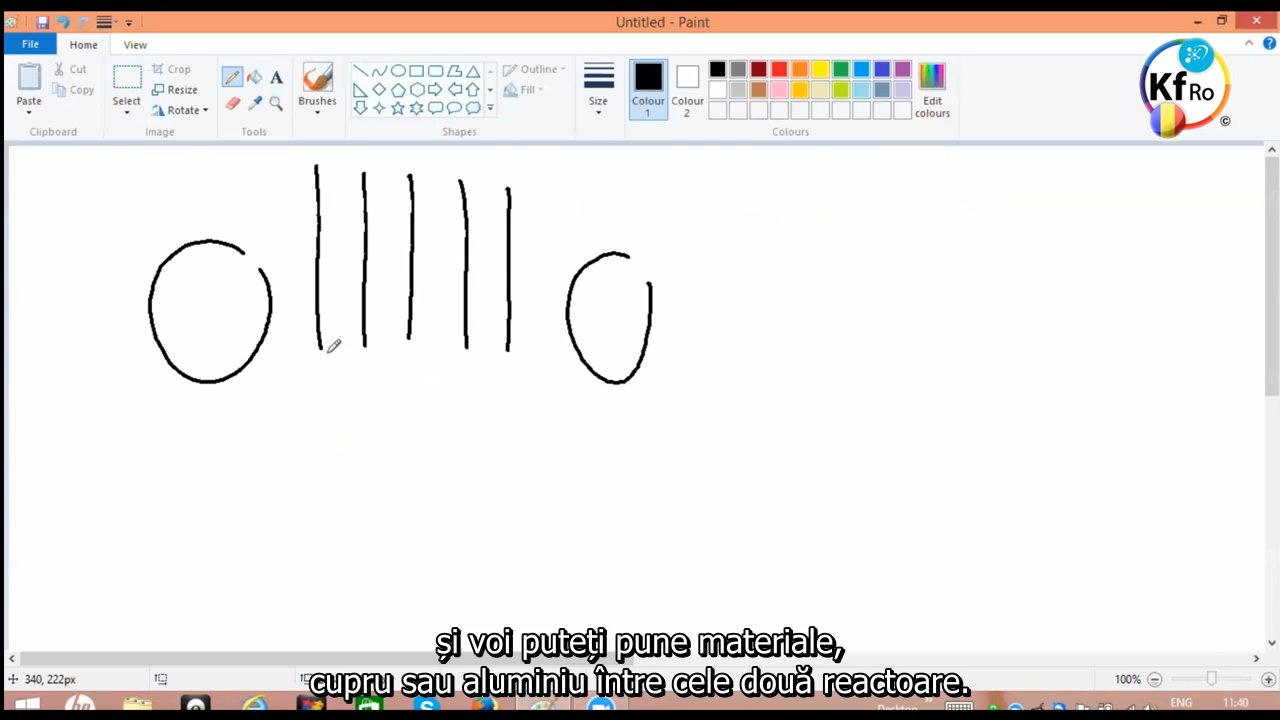 Untitled - Paint
File Home View
Paste
Cut
Copy
Clipboard
Select
Crop
Resize
Rotate
Image
Tools
Brushes
Shapes
Outline
Fill
Size
Colour 1
Colour 2
Edit colours
Colours
Kf Ro
©
și voi puteți pune materiale,
cupru sau aluminiu între cele două reactoare.
340, 222px
100%
Desktop
ENG
11:40